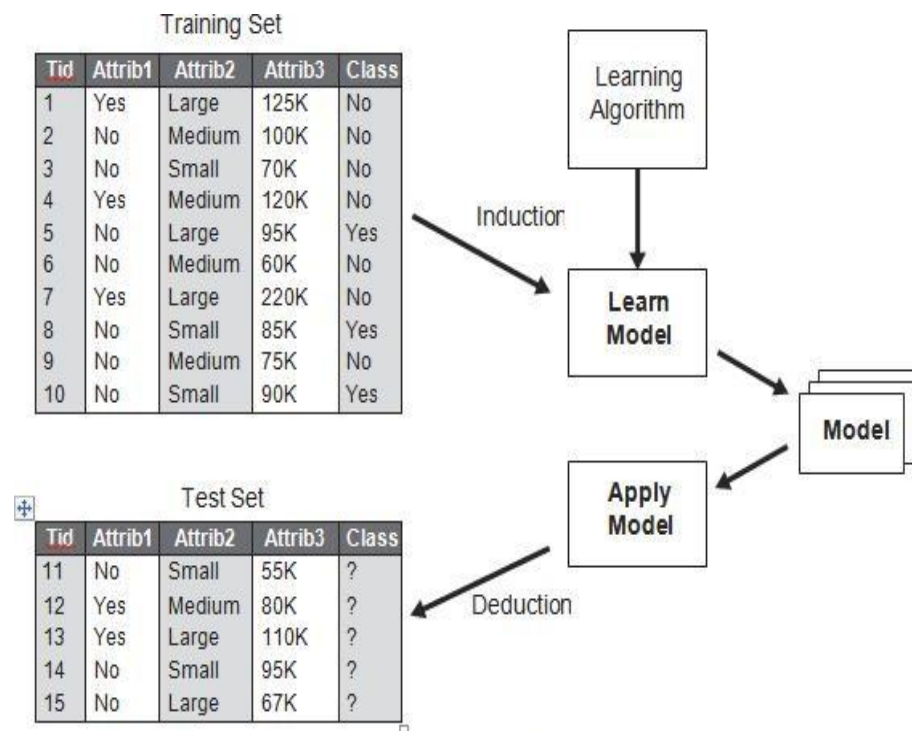 Training Set
Tid Attrib1 Attrib2 Attrib3 Class
1 Yes Large 125K No
2 No Medium 100K No
3 No Small 70K No
4 Yes Medium 120K No
5 No Large 95K Yes
6 No Medium 60K No
7 Yes Large 220K No
8 No Small 85K Yes
9 No Medium 75K No
10 No Small 90K Yes
Learning
Algorithm
Induction
Learn
Model
Model
Apply
Model
Deduction
Test Set
Tid Attrib1 Attrib2 Attrib3 Class
11 No Small 55K ?
12 Yes Medium 80K ?
13 Yes Large 110K ?
14 No Small 95K ?
15 No Large 67K ?